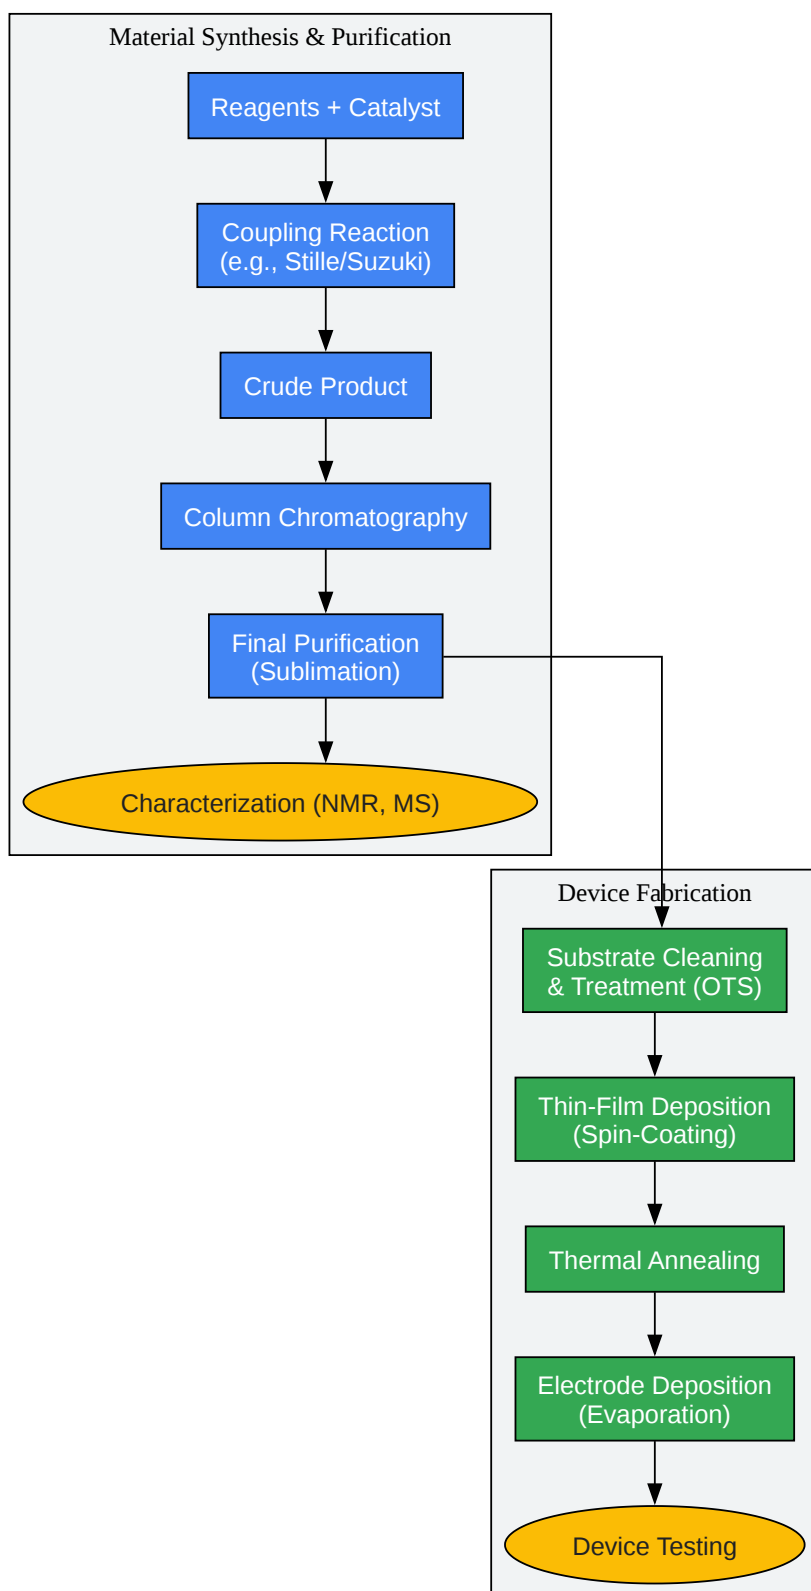 Material Synthesis & Purification
Reagents + Catalyst
Coupling Reaction
(e.g., Stille/Suzuki)
Crude Product
Column Chromatography
Final Purification
(Sublimation)
Characterization (NMR, MS)
Device Fabrication
Substrate Cleaning
& Treatment (OTS)
Thin-Film Deposition
(Spin-Coating)
Thermal Annealing
Electrode Deposition
(Evaporation)
Device Testing